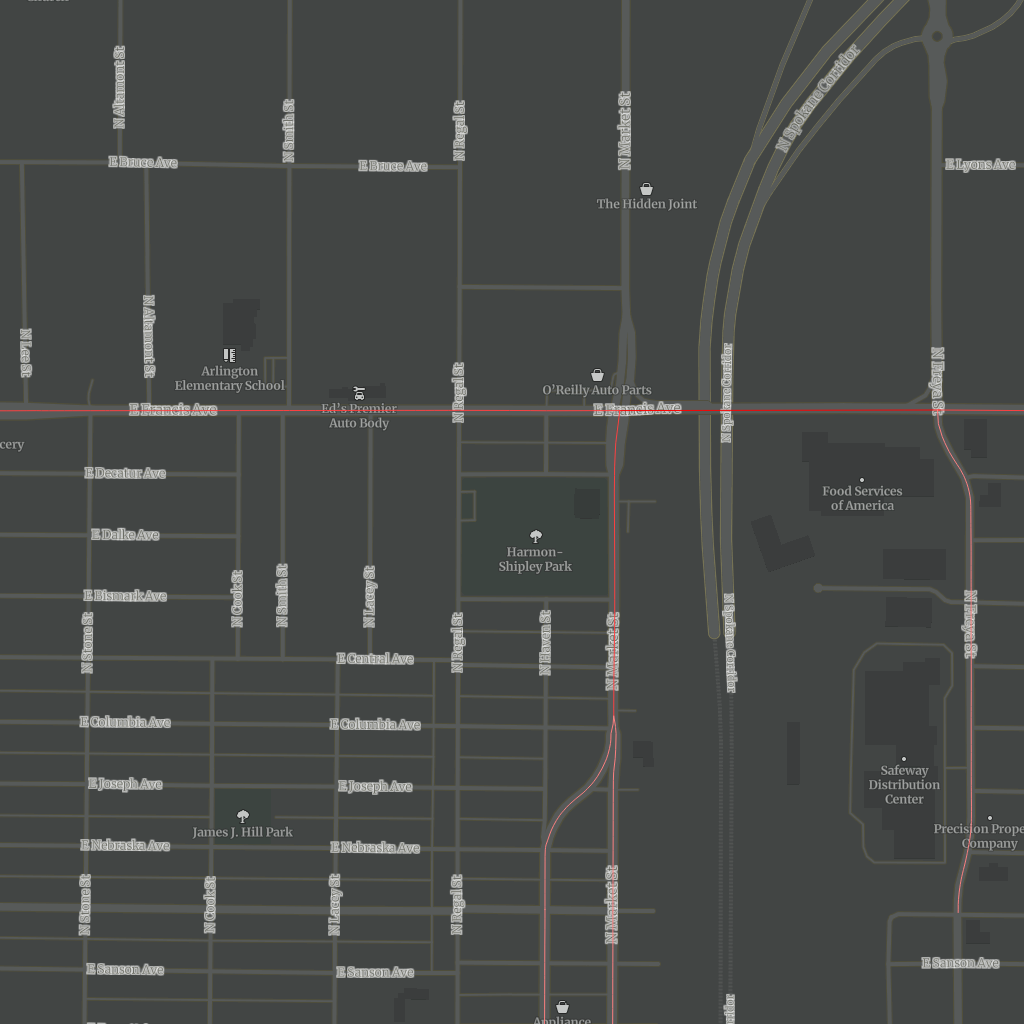 N Altamont St
N Smith St
N Regal St
N Market St
N Spokane Corridor
E Bruce Ave
E Bruce Ave
E Lyons Ave
The Hidden Joint
N Lee St
N Altamont St
Arlington
Elementary School
Ed's Premier
Auto Body
N Regal St
O'Reilly Auto Parts
N Spokane Corridor
N Freya St
E Francis Ave
E Francis Ave
cery
E Decatur Ave
Food Services
of America
E Dalke Ave
Harmon-
Shipley Park
E Bismark Ave
N Cook St
N Smith St
N Lacey St
N Stone St
N Regal St
N Haven St
N Market St
N Spokane Corridor
N Freya St
E Central Ave
E Columbia Ave
E Columbia Ave
E Joseph Ave
E Joseph Ave
Safeway
Distribution
Center
James J. Hill Park
Precision Prope
Company
E Nebraska Ave
E Nebraska Ave
N Stone St
N Cook St
N Lacey St
N Regal St
N Market St
E Sanson Ave
E Sanson Ave
E Sanson Ave
Appliance